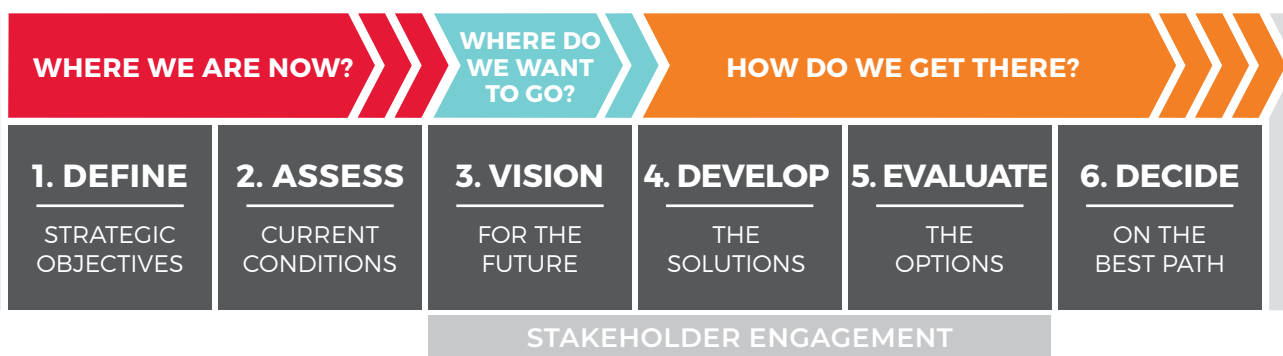 WHERE WE ARE NOW?
WHERE DO
WE WANT
TO GO?
HOW DO WE GET THERE?
1. DEFINE
STRATEGIC
OBJECTIVES
2. ASSESS
CURRENT
CONDITIONS
3. VISION
FOR THE
FUTURE
4. DEVELOP
THE
SOLUTIONS
5. EVALUATE
THE
OPTIONS
6. DECIDE
ON THE
BEST PATH
STAKEHOLDER ENGAGEMENT